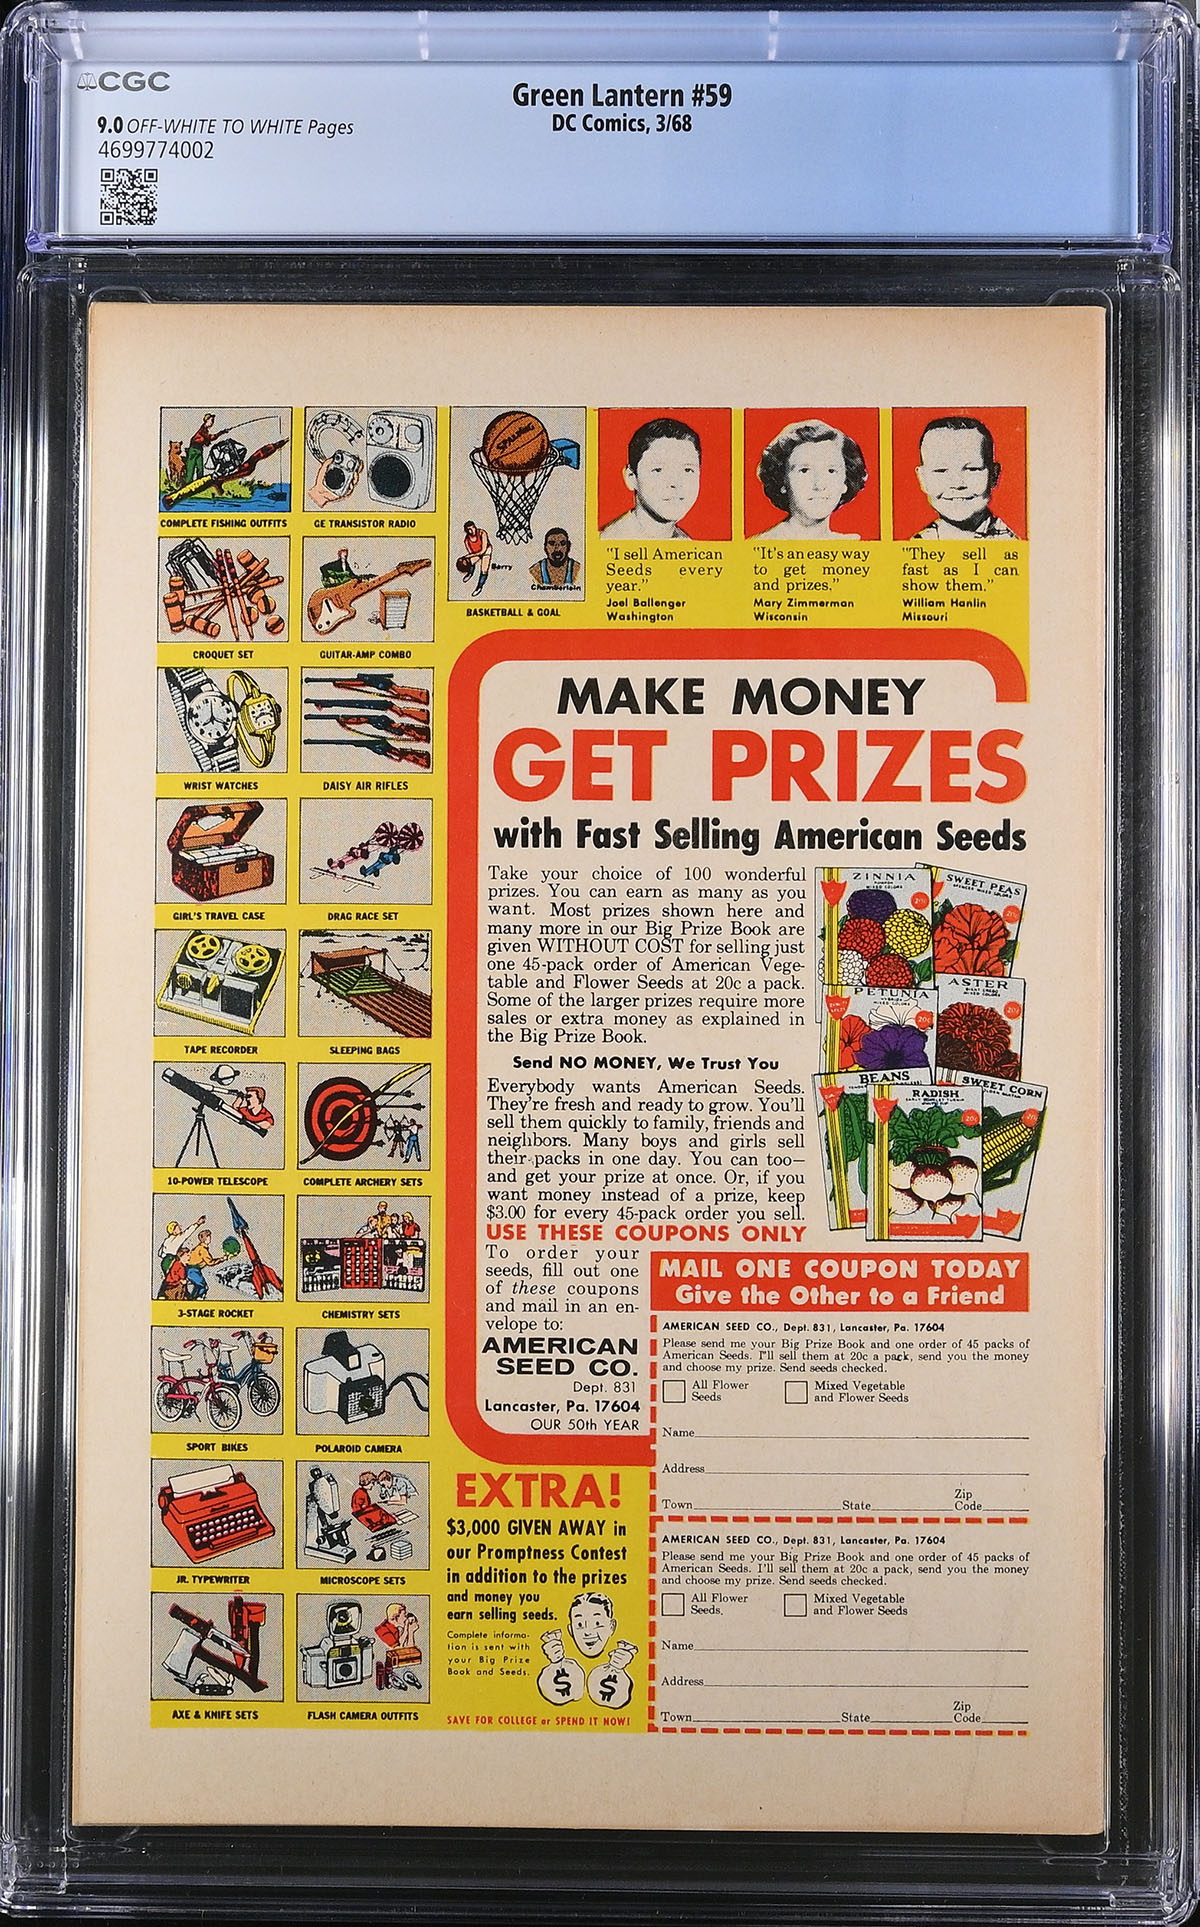 CGC
Green Lantern #59
DC Comics, 3/68
9.0 OFF-WHITE TO WHITE Pages
4699774002
COMPLETE FISHING OUTFITS
GE TRANSISTOR RADIO
SPALDING
Barry
Chamberlain
BASKETBALL & GOAL
CROQUET SET
GUITAR-AMP COMBO
WRIST WATCHES
DAISY AIR RIFLES
GIRL'S TRAVEL CASE
DRAG RACE SET
TAPE RECORDER
SLEEPING BAGS
10-POWER TELESCOPE
COMPLETE ARCHERY SETS
3-STAGE ROCKET
CHEMISTRY SETS
SPORT BIKES
POLAROID CAMERA
JR. TYPEWRITER
MICROSCOPE SETS
AXE & KNIFE SETS
FLASH CAMERA OUTFITS
"I sell American
Seeds every
year."
Joel Ballenger
Washington
"It's an easy way
to get money
and prizes."
Mary Zimmerman
Wisconsin
"They sell as
fast as I can
show them."
William Hanlin
Missouri
MAKE MONEY
GET PRIZES
with Fast Selling American Seeds
Take your choice of 100 wonderful
prizes. You can earn as many as you
want. Most prizes shown here and
many more in our Big Prize Book are
given WITHOUT COST for selling just
one 45-pack order of American Vege-
table and Flower Seeds at 20c a pack.
Some of the larger prizes require more
sales or extra money as explained in
the Big Prize Book.
Send NO MONEY, We Trust You
Everybody wants American Seeds.
They're fresh and ready to grow. You'll
sell them quickly to family, friends and
neighbors. Many boys and girls sell
their packs in one day. You can too—
and get your prize at once. Or, if you
want money instead of a prize, keep
$3.00 for every 45-pack order you sell.
USE THESE COUPONS ONLY
To order your
seeds, fill out one
of these coupons
and mail in an en-
velope to:
AMERICAN
SEED CO.
Dept. 831
Lancaster, Pa. 17604
OUR 50th YEAR
ZINNIA
MIXED COLORS
20c
SWEET PEAS
20c
PETUNIA
MIXED COLORS
20c
ASTER
MIXED COLORS
20c
BEANS
RADISH
20c
SWEET CORN
20c
MAIL ONE COUPON TODAY
Give the Other to a Friend
AMERICAN SEED CO., Dept. 831, Lancaster, Pa. 17604
Please send me your Big Prize Book and one order of 45 packs of
American Seeds. I'll sell them at 20c a pack, send you the money
and choose my prize. Send seeds checked.
All Flower
Seeds
Mixed Vegetable
and Flower Seeds
Name
Address
Town State Zip
Code
AMERICAN SEED CO., Dept. 831, Lancaster, Pa. 17604
Please send me your Big Prize Book and one order of 45 packs of
American Seeds. I'll sell them at 20c a pack, send you the money
and choose my prize. Send seeds checked.
All Flower
Seeds.
Mixed Vegetable
and Flower Seeds
Name
Address
Town State Zip
Code
EXTRA!
$3,000 GIVEN AWAY in
our Promptness Contest
in addition to the prizes
and money you
earn selling seeds.
Complete informa-
tion is sent with
your Big Prize
Book and Seeds.
$ $
SAVE FOR COLLEGE or SPEND IT NOW!